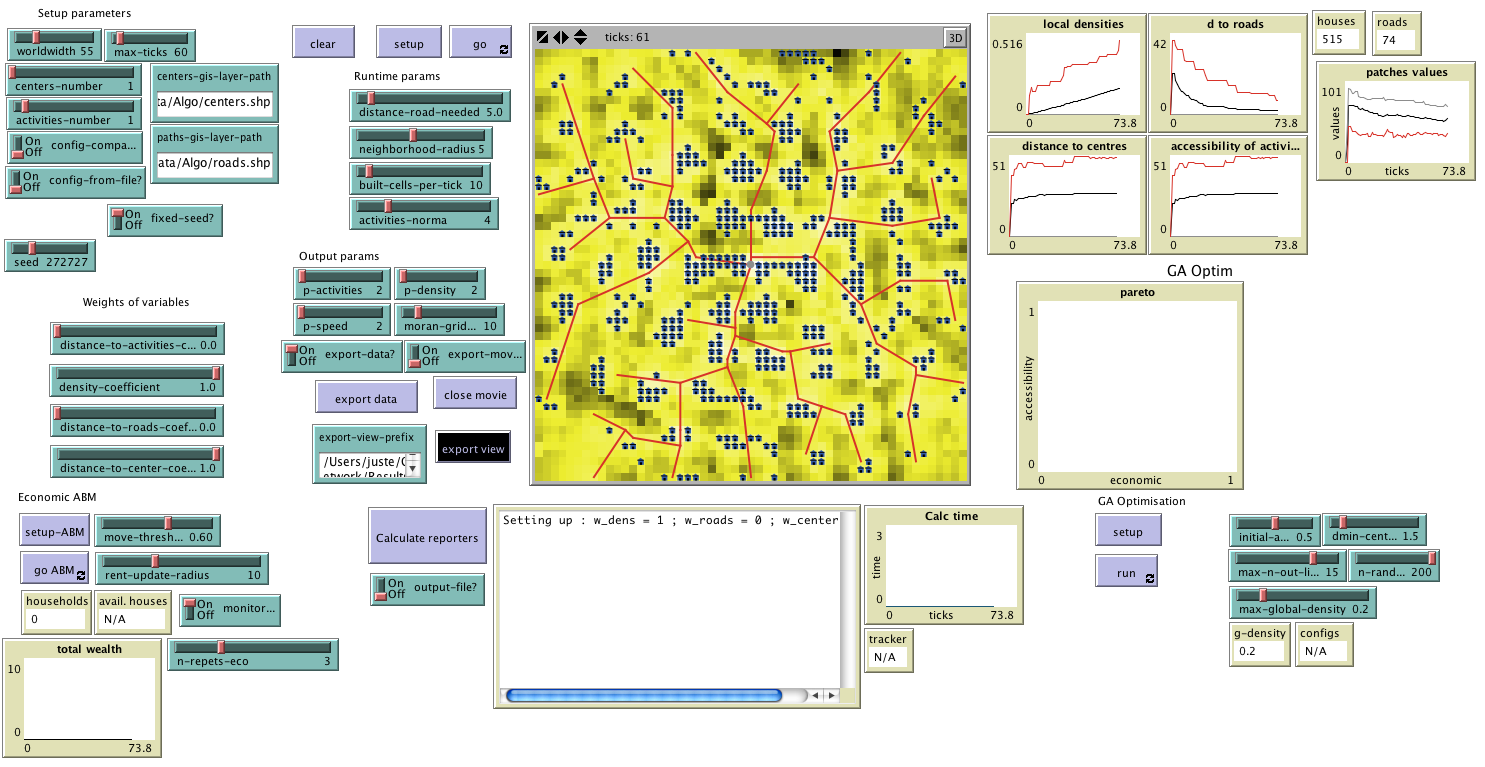 Setup parameters
worldwidth 55
max-ticks 60
centers-number 1
centers-gis-layer-path
:a/Algo/centers.shp
activities-number 1
On
Off
config-compa...
paths-gis-layer-path
ata/Algo/roads.shp
On
Off
config-from-file?
On
Off
fixed-seed?
seed 272727
Weights of variables
distance-to-activities-c... 0.0
density-coefficient 1.0
distance-to-roads-coef... 0.0
distance-to-center-coe... 1.0
clear
setup
go
Runtime params
distance-road-needed 5.0
neighborhood-radius 5
built-cells-per-tick 10
activities-norma 4
Output params
p-activities 2
p-density 2
p-speed 2
moran-grid... 10
On
Off
export-data?
On
Off
export-mov...
export data
close movie
export-view-prefix
/Users/juste/
export view
ticks: 61
3D
local densities
0.516
0
0
73.8
d to roads
42
0
0
73.8
houses
515
roads
74
patches values
101
values
0
0
ticks
73.8
distance to centres
51
0
0
73.8
accessibility of activi...
51
0
0
73.8
GA Optim
pareto
1
accessibility
0
0
economic
1
Economic ABM
setup-ABM
move-thresh... 0.60
go ABM
rent-update-radius 10
households
0
avail. houses
N/A
On
Off
monitor...
total wealth
10
0
0
73.8
n-repets-eco 3
Calculate reporters
On
Off
output-file?
Setting up : w_dens = 1 ; w_roads = 0 ; w_center
Calc time
3
time
0
0
ticks
73.8
tracker
N/A
GA Optimisation
setup
run
initial-a... 0.5
dmin-cent... 1.5
max-n-out-li... 15
n-rand... 200
max-global-density 0.2
g-density
0.2
configs
N/A